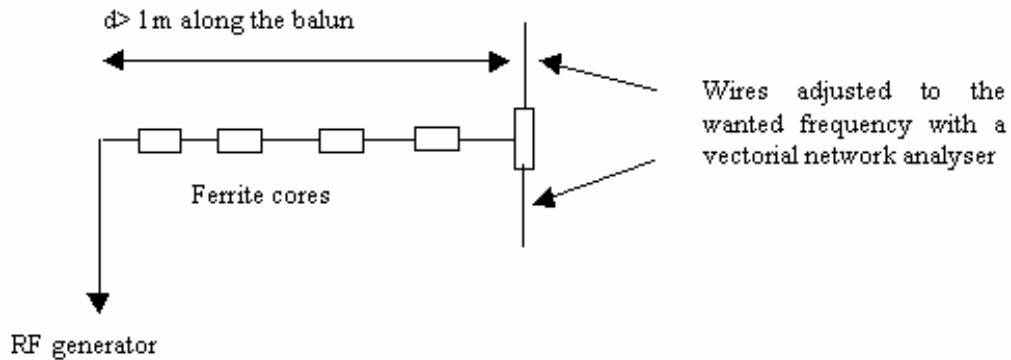 d> 1m along the balun
Wires adjusted to the
wanted frequency with a
vectorial network analyser
Ferrite cores
RF generator